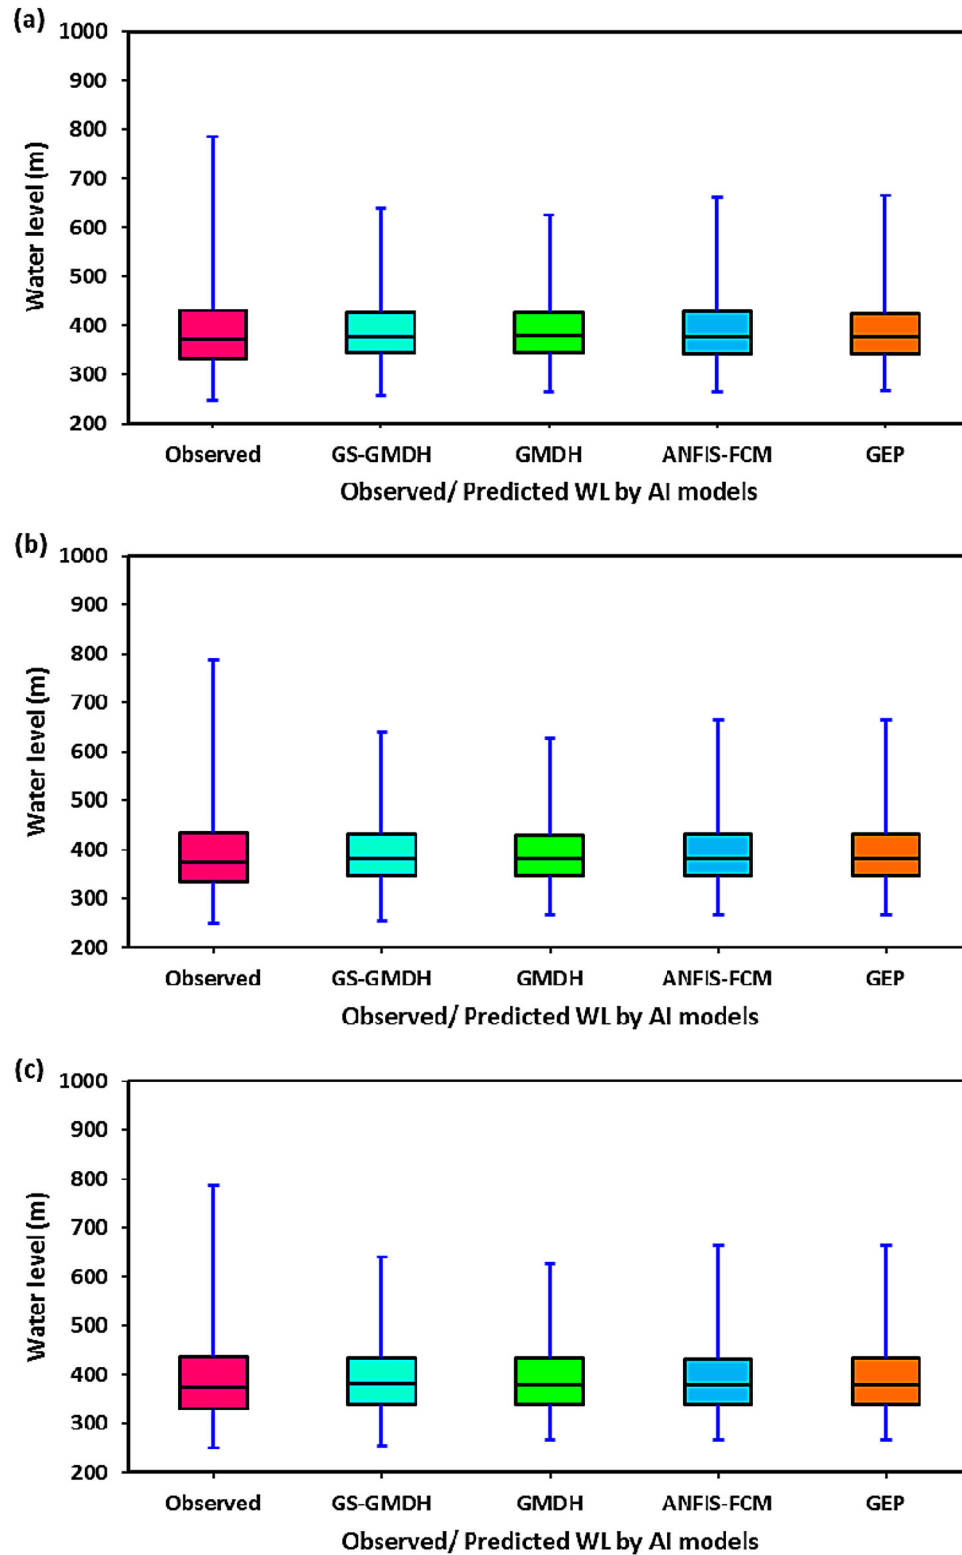 (a)
1000
900
800
700
600
500
400
300
200
Water level (m)
Observed GS-GMDH GMDH ANFIS-FCM GEP
Observed/ Predicted WL by AI models
(b)
1000
900
800
700
600
500
400
300
200
Water level (m)
Observed GS-GMDH GMDH ANFIS-FCM GEP
Observed/ Predicted WL by AI models
(c)
1000
900
800
700
600
500
400
300
200
Water level (m)
Observed GS-GMDH GMDH ANFIS-FCM GEP
Observed/ Predicted WL by AI models